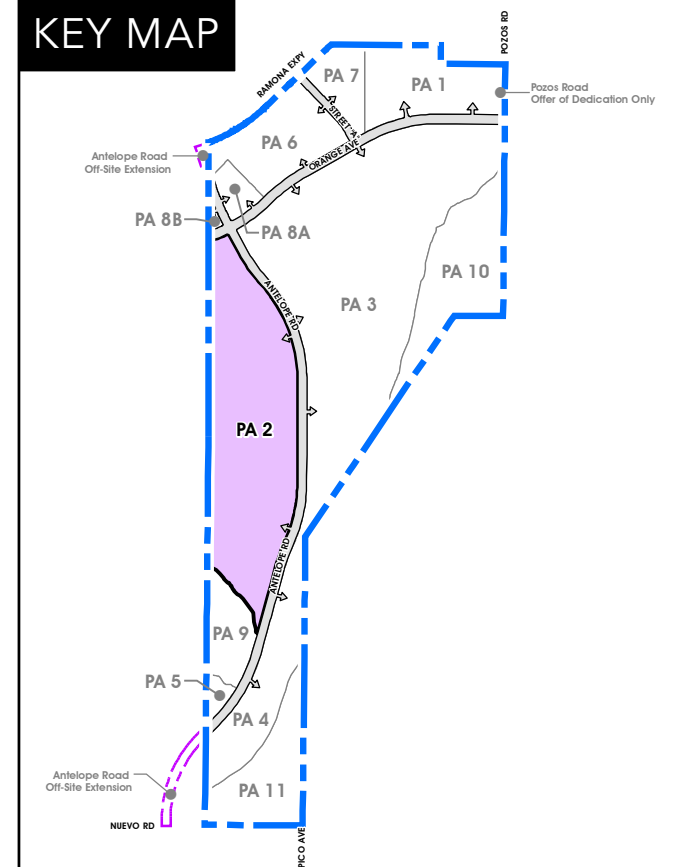 KEY MAP
POZOS RD
RAMONA EXPY
PA 7
PA 1
Pozos Road
Offer of Dedication Only
STREET "A"
PA 6
ORANGE AVE
Antelope Road
Off-Site Extension
PA 8B
PA 8A
PA 10
ANTELOPE RD
PA 3
PA 2
ANTELOPE RD
PA 9
PA 5
PA 4
Antelope Road
Off-Site Extension
PA 11
NUEVO RD
PICO AVE